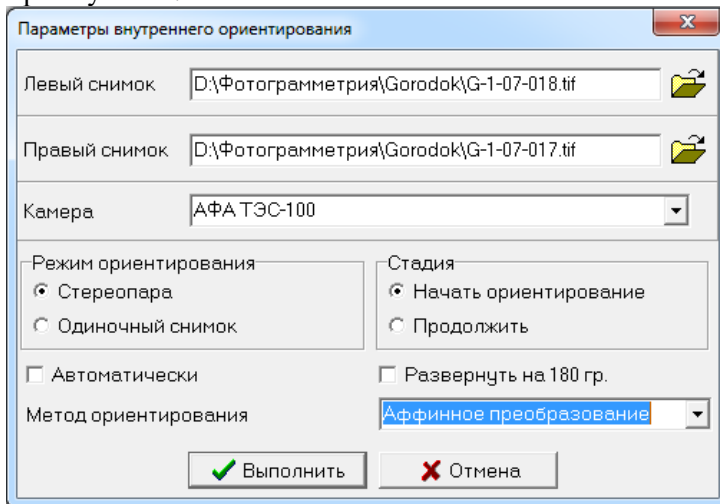 Параметры внутреннего ориентирования
Левый снимок D:\Фотограмметрия\Gorodok\G-1-07-018.tif
Правый снимок D:\Фотограмметрия\Gorodok\G-1-07-017.tif
Камера АФА ТЭС-100
Режим ориентирования Стадия
Стереопара Начать ориентирование
Одиночный снимок Продолжить
Автоматически Развернуть на 180 гр.
Метод ориентирования Аффинное преобразование
Выполнить Отмена